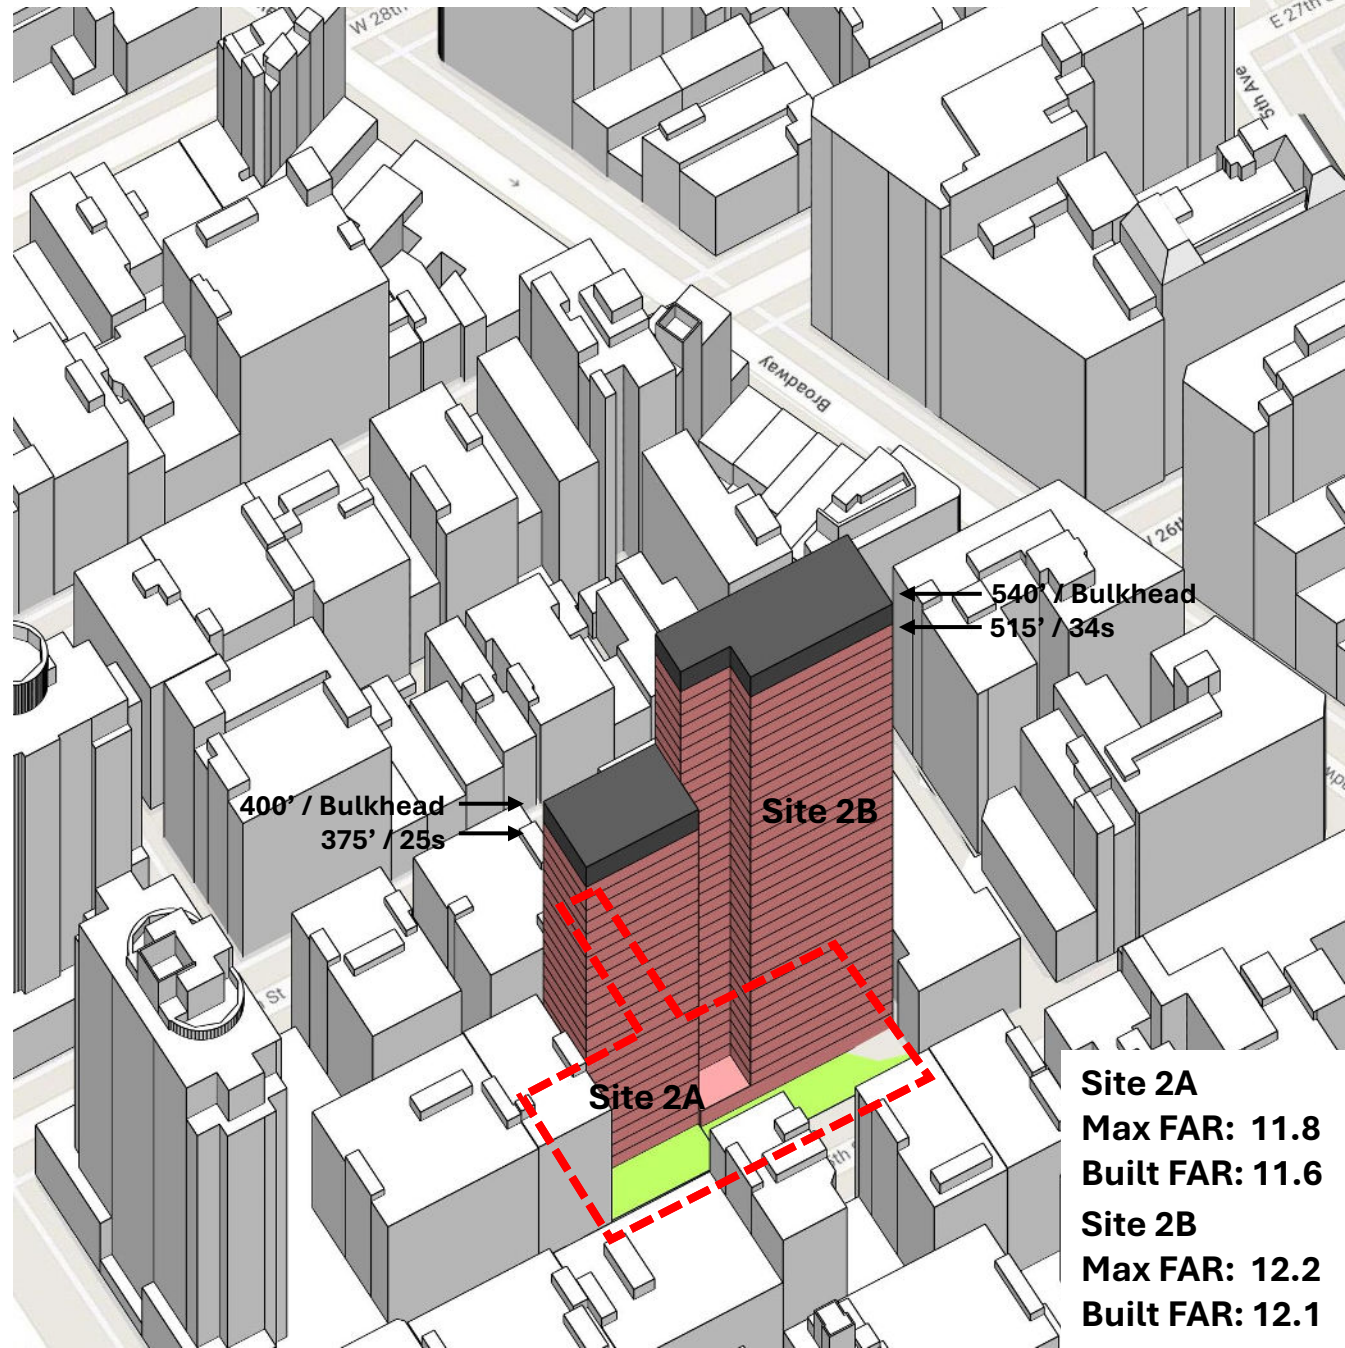 W 28th
E 27th
5th Ave
Broadway
W 26th
540’ / Bulkhead
515’ / 34s
Site 2B
400’ / Bulkhead
375’ / 25s
St
Site 2A
Site 2A
Max FAR: 11.8
Built FAR: 11.6
Site 2B
Max FAR: 12.2
Built FAR: 12.1